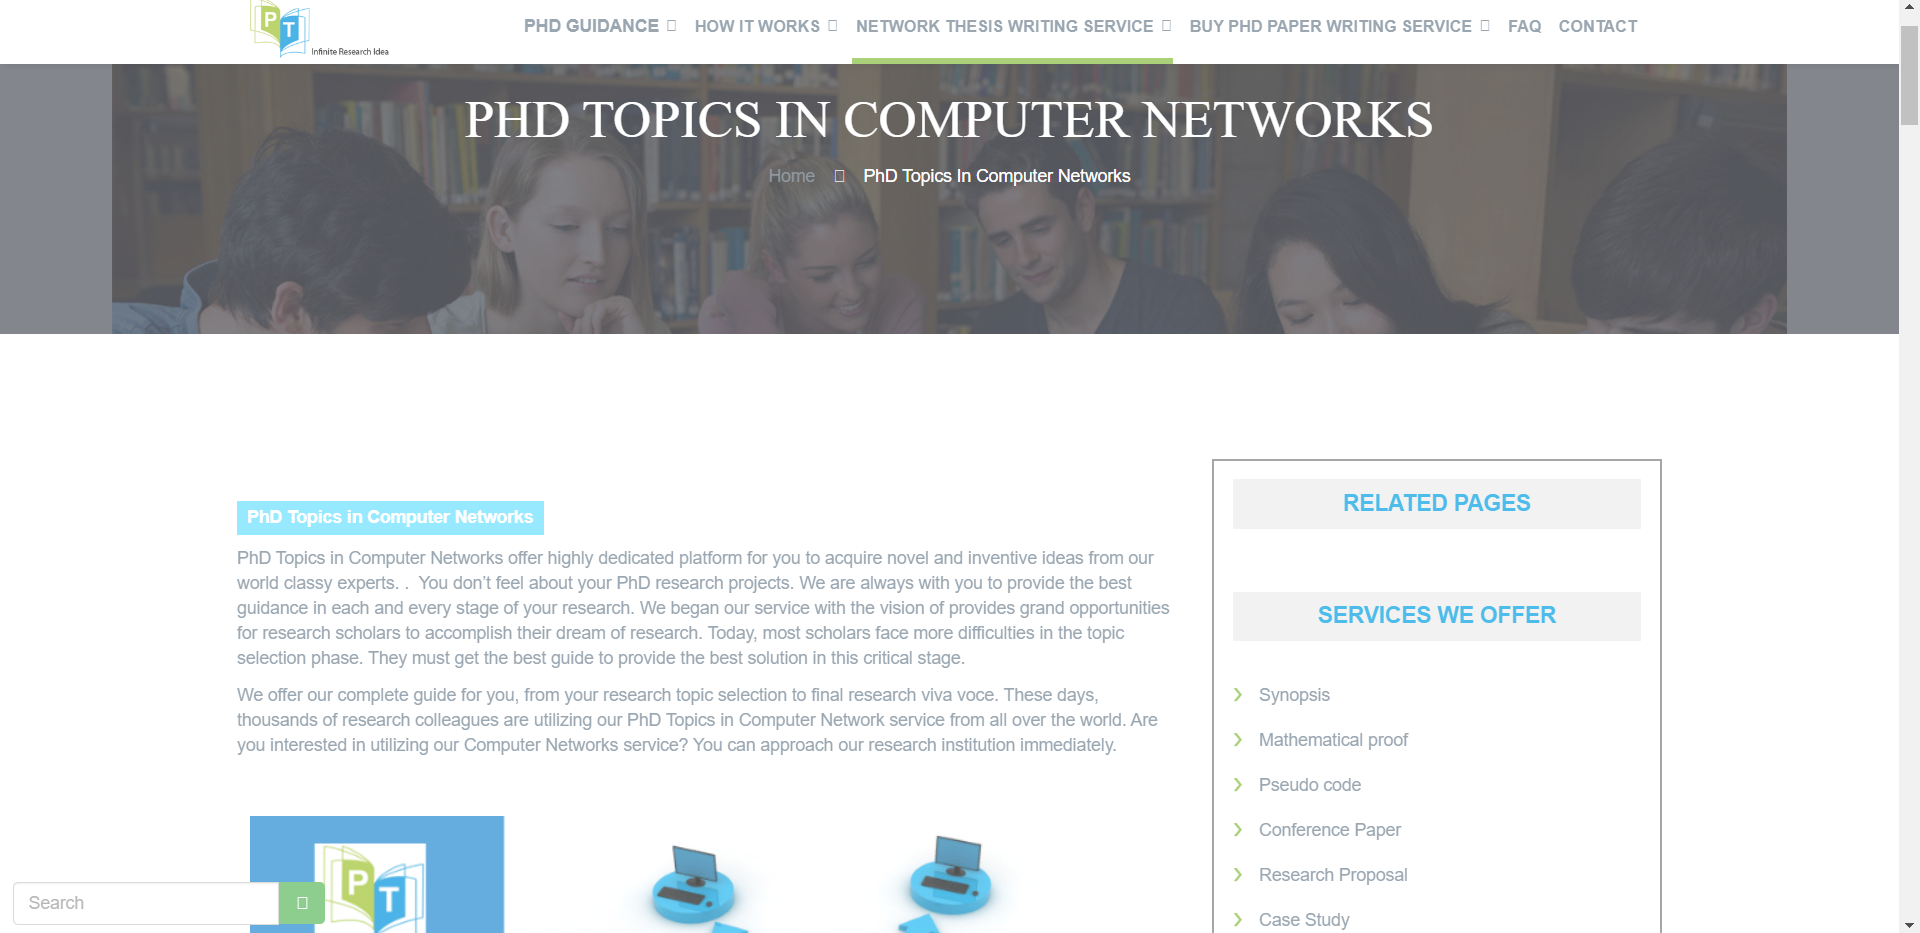 P T Infinite Research Idea
PHD GUIDANCE HOW IT WORKS NETWORK THESIS WRITING SERVICE BUY PHD PAPER WRITING SERVICE FAQ CONTACT
PHD TOPICS IN COMPUTER NETWORKS
Home PhD Topics In Computer Networks
PhD Topics in Computer Networks
PhD Topics in Computer Networks offer highly dedicated platform for you to acquire novel and inventive ideas from our
world classy experts. .  You don’t feel about your PhD research projects. We are always with you to provide the best
guidance in each and every stage of your research. We began our service with the vision of provides grand opportunities
for research scholars to accomplish their dream of research. Today, most scholars face more difficulties in the topic
selection phase. They must get the best guide to provide the best solution in this critical stage.
We offer our complete guide for you, from your research topic selection to final research viva voce. These days,
thousands of research colleagues are utilizing our PhD Topics in Computer Network service from all over the world. Are
you interested in utilizing our Computer Networks service? You can approach our research institution immediately.
P T
Search
RELATED PAGES
SERVICES WE OFFER
Synopsis
Mathematical proof
Pseudo code
Conference Paper
Research Proposal
Case Study